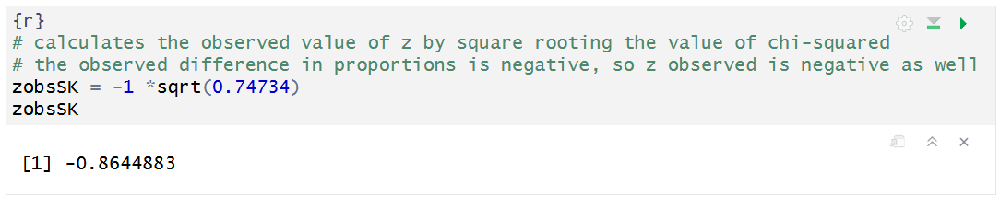 {r}
# calculates the observed value of z by square rooting the value of chi-squared
# the observed difference in proportions is negative, so z observed is negative as well
zobsSK = -1 *sqrt(0.74734)
zobsSK
[1] -0.8644883